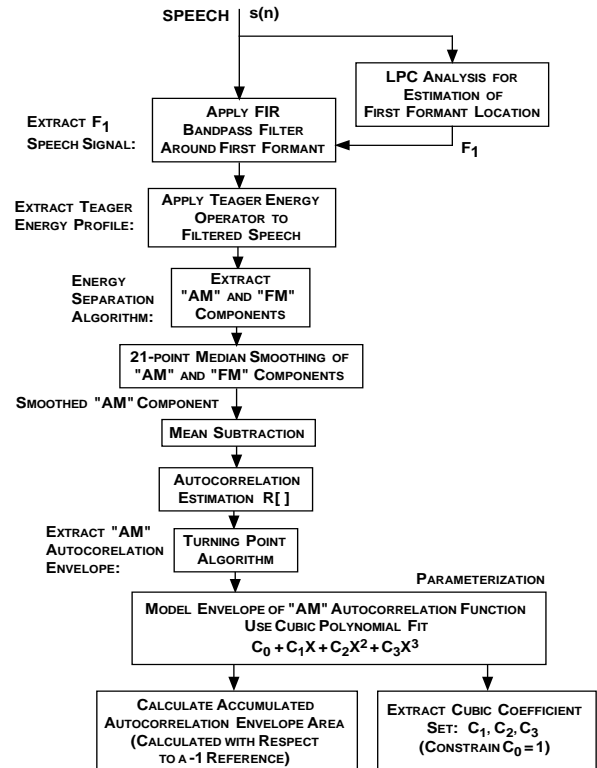 SPEECH s(n)
LPC ANALYSIS FOR
ESTIMATION OF
FIRST FORMANT LOCATION
EXTRACT F1
SPEECH SIGNAL:
APPLY FIR
BANDPASS FILTER
AROUND FIRST FORMANT
F1
EXTRACT TEAGER
ENERGY PROFILE:
APPLY TEAGER ENERGY
OPERATOR TO
FILTERED SPEECH
ENERGY
SEPARATION
ALGORITHM:
EXTRACT
"AM" AND "FM"
COMPONENTS
21-POINT MEDIAN SMOOTHING OF
"AM" AND "FM" COMPONENTS
SMOOTHED "AM" COMPONENT
MEAN SUBTRACTION
AUTOCORRELATION
ESTIMATION R[ ]
EXTRACT "AM"
AUTOCORELATION
ENVELOPE:
TURNING POINT
ALGORITHM
PARAMETERIZATION
MODEL ENVELOPE OF "AM" AUTOCORRELATION FUNCTION
USE CUBIC POLYNOMIAL FIT
C0 + C1X + C2X² + C3X³
CALCULATE ACCUMULATED
AUTOCORRELATION ENVELOPE AREA
(CALCULATED WITH RESPECT
TO A -1 REFERENCE)
EXTRACT CUBIC COEFFICIENT
SET: C1, C2, C3
(CONSTRAIN C0 = 1)